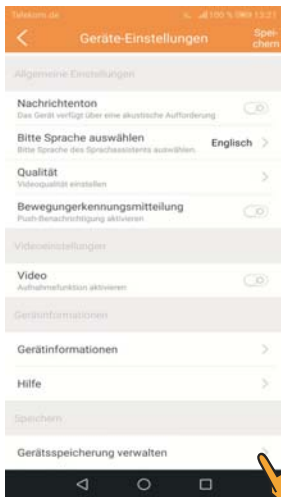 Telekom.de 100 % 13:21
Geräte-Einstellungen
Spei-
chern
Allgemeine Einstellungen
Nachrichtenton
Das Gerät verfügt über eine akustische Aufforderung
Bitte Sprache auswählen
Englisch
Bitte Sprache des Sprachassistents auswählen.
Qualität
Videoqualität einstellen
Bewegungerkennungsmitteilung
Push-Benachrichtigung aktivieren
Videoeinstellungen
Video
Aufnahmefunktion aktivieren
Geräteinformationen
Gerätinformationen
Hilfe
Speichern
Gerätsspeicherung verwalten